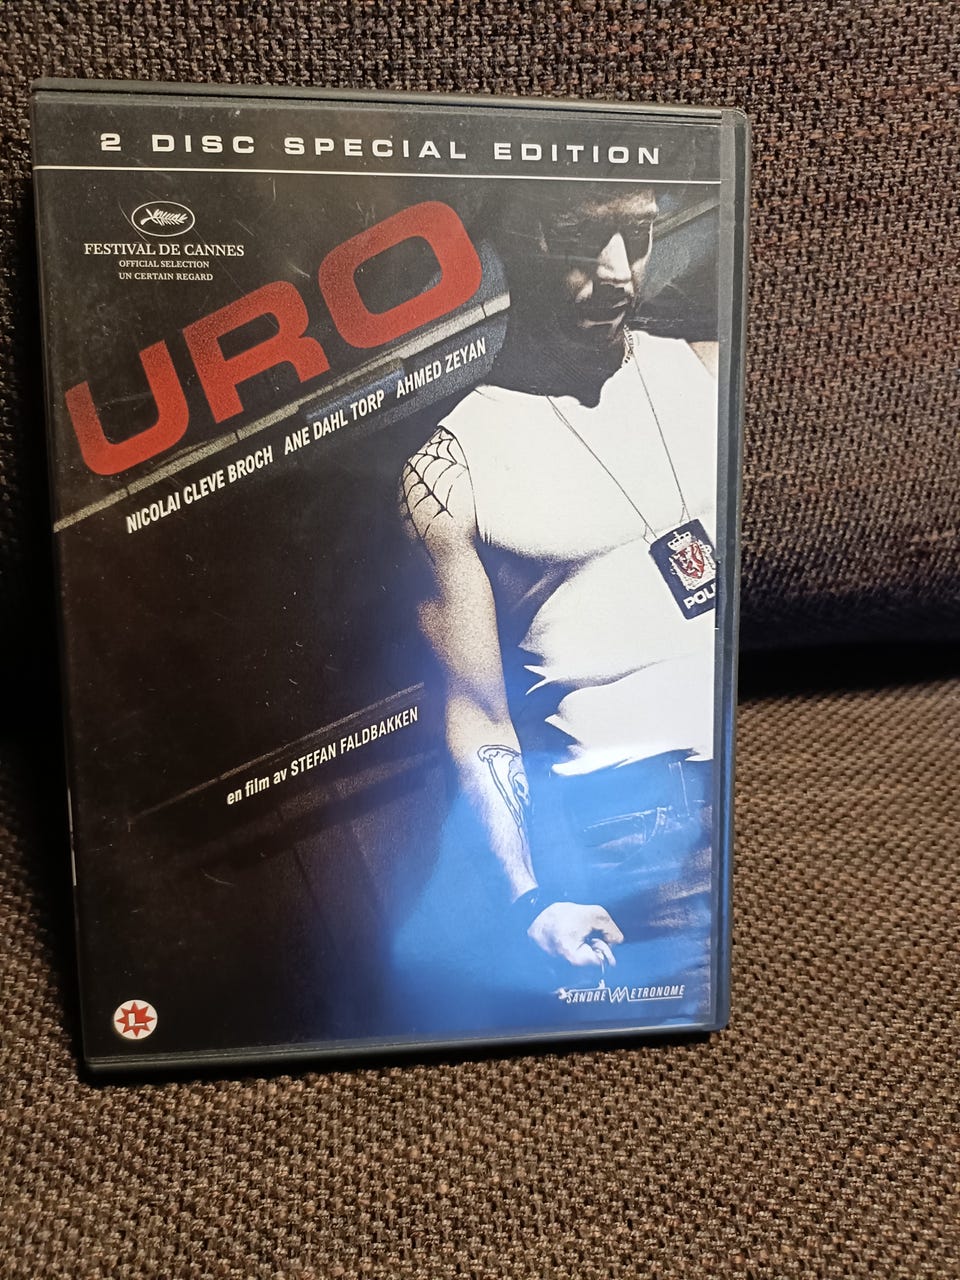 2 DISC SPECIAL EDITION
FESTIVAL DE CANNES
OFFICIAL SELECTION
UN CERTAIN REGARD
URO
NICOLAI CLEVE BROCH ANE DAHL TORP AHMED ZEYAN
POLI
en film av STEFAN FALDBAKKEN
SANDREW METRONOME
L